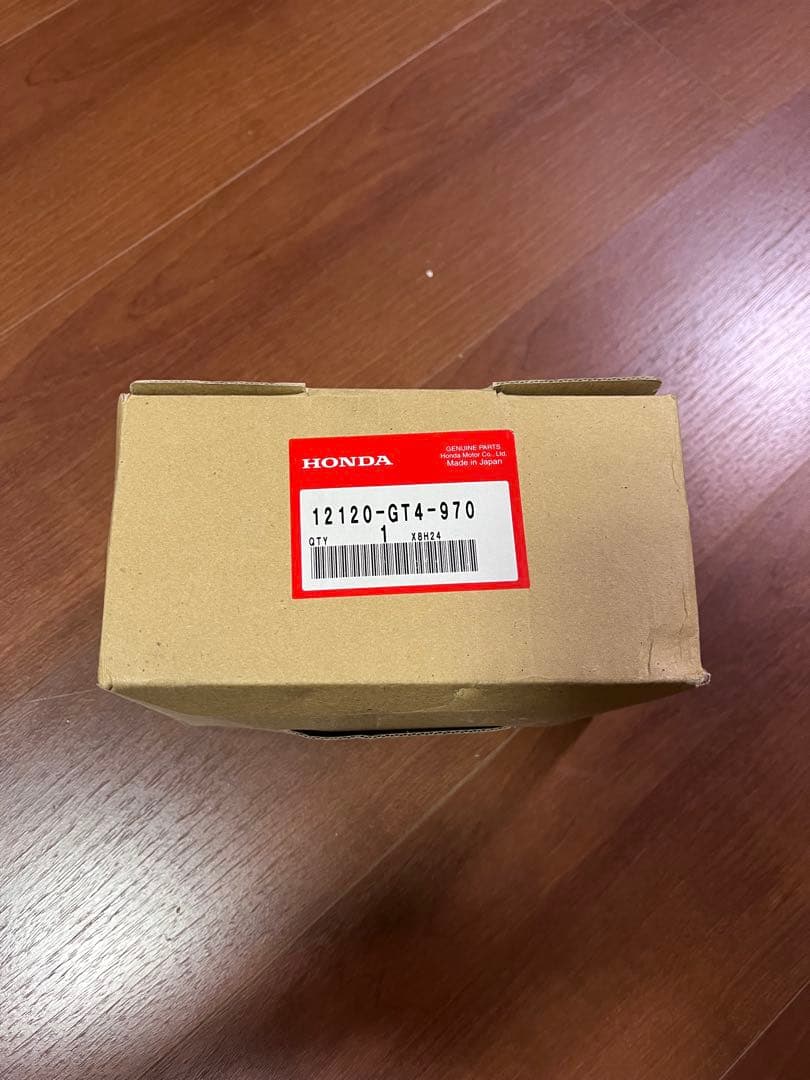 HONDA
GENUINE PARTS
Honda Motor Co., Ltd.
Made in Japan
12120-GT4-970
QTY 1 X8H24